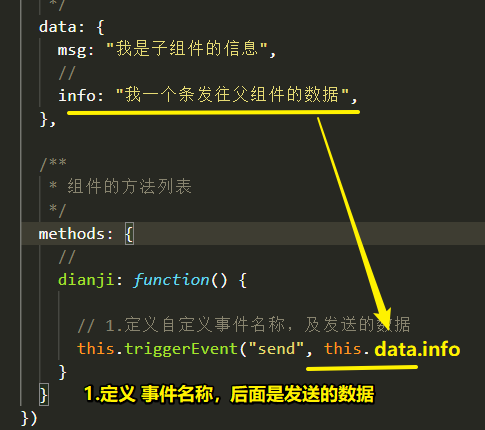 */
data: {
msg: "我是子组件的信息",
//
info: "我一个条发往父组件的数据",
},
/**
* 组件的方法列表
*/
methods: {
//
dianji: function() {
// 1.定义自定义事件名称，及发送的数据
this.triggerEvent("send", this.data.info
}
1.定义 事件名称，后面是发送的数据
}
})